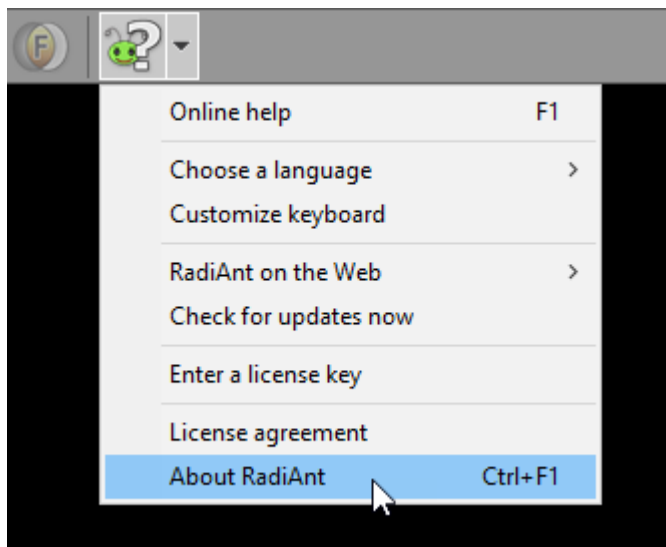 F
?
Online help F1
Choose a language >
Customize keyboard
RadiAnt on the Web >
Check for updates now
Enter a license key
License agreement
About RadiAnt Ctrl+F1